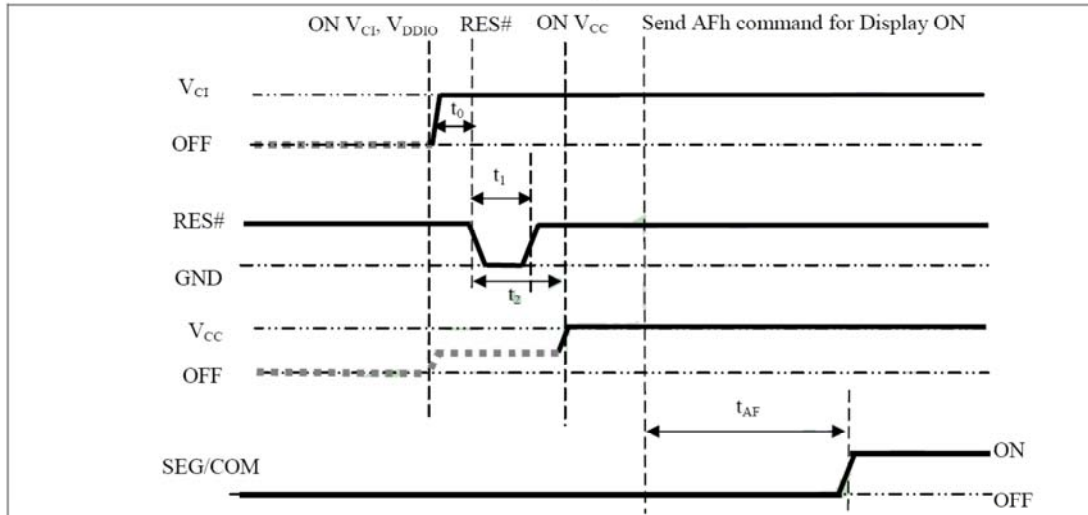 ON V_CI, V_DDIO RES# ON V_CC Send AFh command for Display ON
V_CI
t_0
OFF
t_1
RES#
GND
t_2
V_CC
OFF
t_AF
SEG/COM
ON
OFF